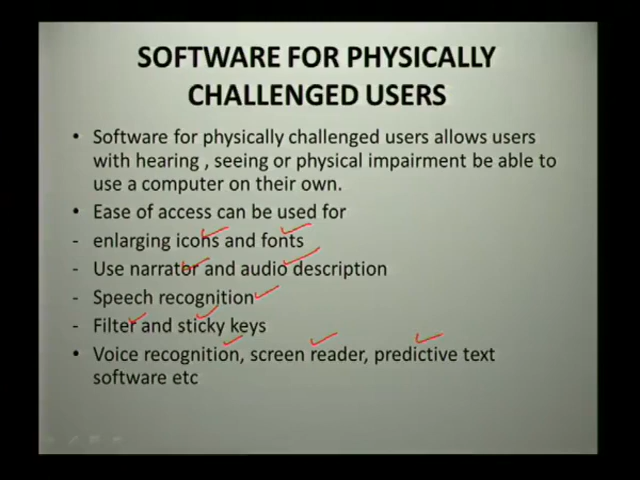 SOFTWARE FOR PHYSICALLY
CHALLENGED USERS
• Software for physically challenged users allows users
with hearing , seeing or physical impairment be able to
use a computer on their own.
• Ease of access can be used for
- enlarging icons and fonts
- Use narrator and audio description
- Speech recognition
- Filter and sticky keys
• Voice recognition, screen reader, predictive text
software etc